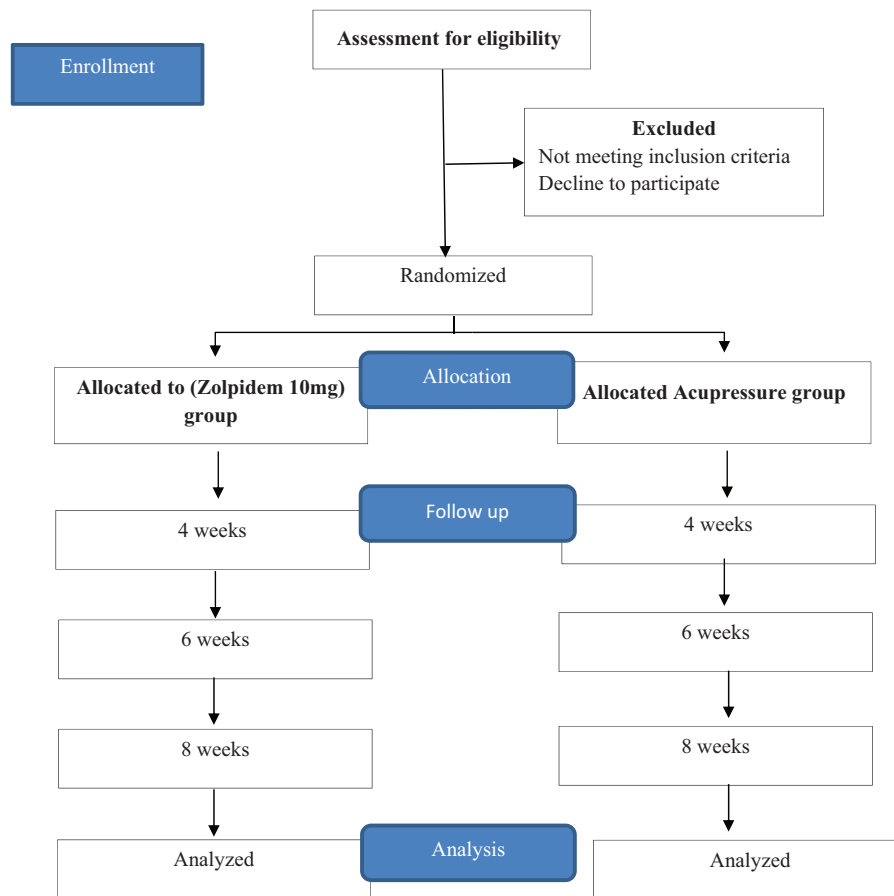 Assessment for eligibility
Enrollment
Excluded
Not meeting inclusion criteria
Decline to participate
Randomized
Allocated to (Zolpidem 10mg)
group
Allocation
Allocated Acupressure group
4 weeks
Follow up
4 weeks
6 weeks
6 weeks
8 weeks
8 weeks
Analyzed
Analysis
Analyzed